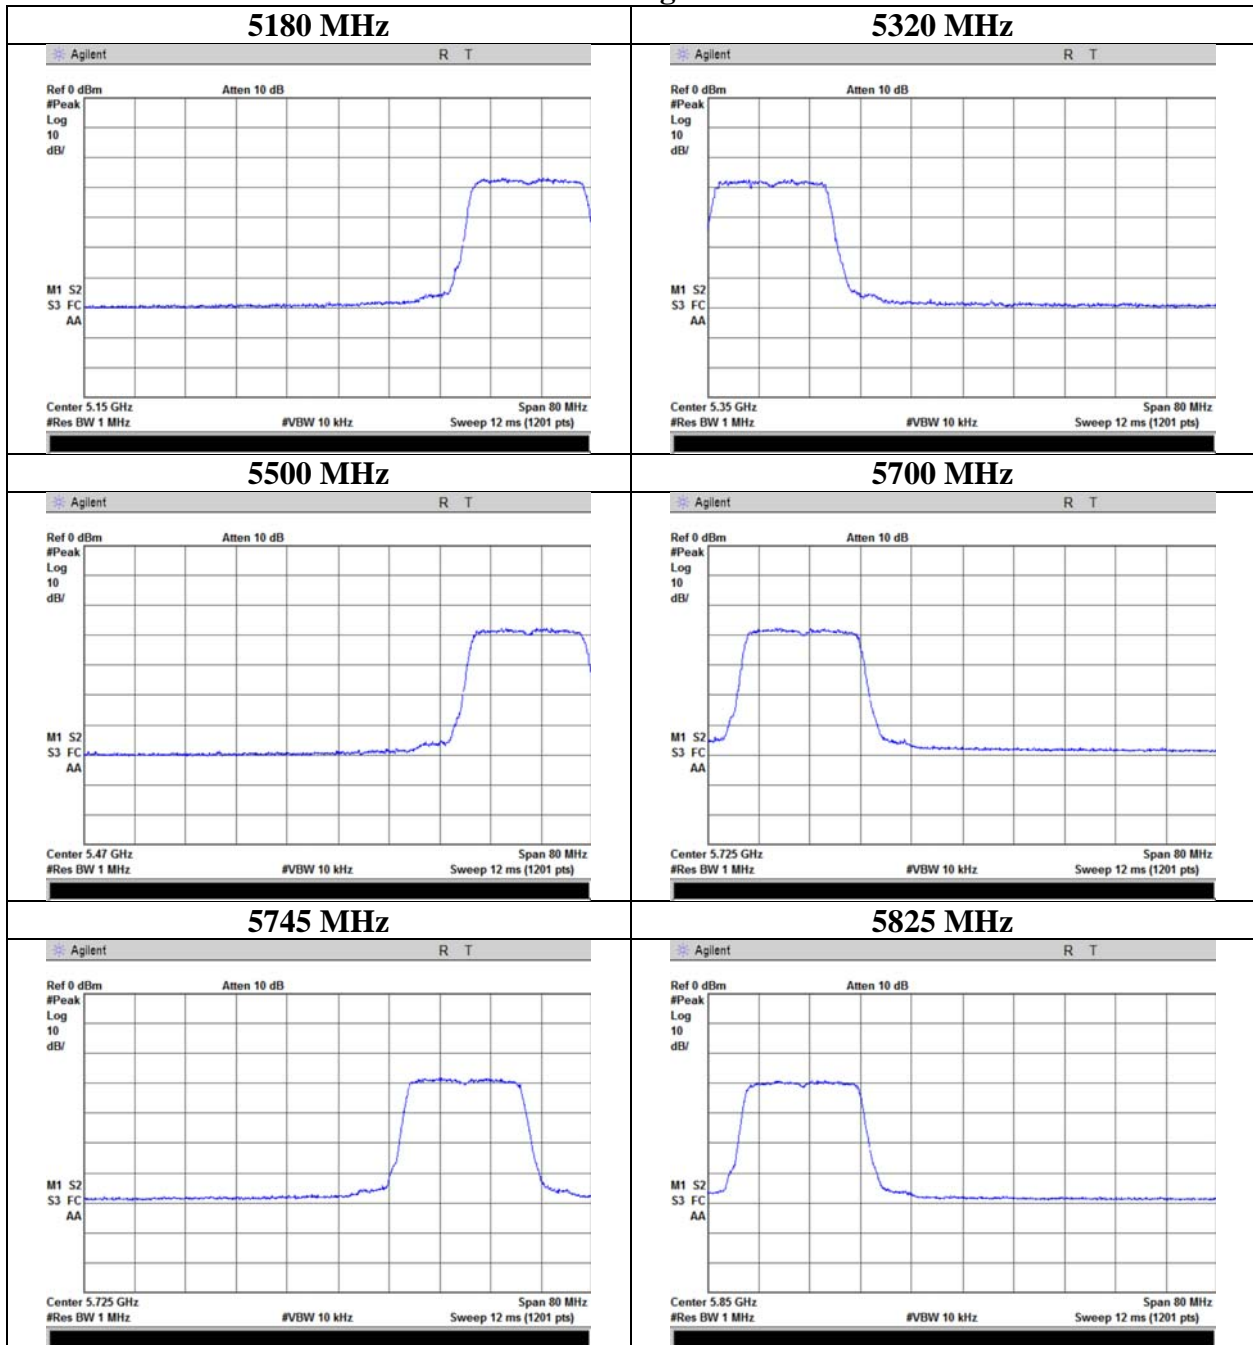 5180 MHz 5320 MHz
Agilent R T
Ref 0 dBm Atten 10 dB
#Peak
Log
10
dB/
M1 S2
S3 FC
AA
Center 5.15 GHz Span 80 MHz
#Res BW 1 MHz #VBW 10 kHz Sweep 12 ms (1201 pts)
Agilent R T
Ref 0 dBm Atten 10 dB
#Peak
Log
10
dB/
M1 S2
S3 FC
AA
Center 5.35 GHz Span 80 MHz
#Res BW 1 MHz #VBW 10 kHz Sweep 12 ms (1201 pts)
5500 MHz 5700 MHz
Agilent R T
Ref 0 dBm Atten 10 dB
#Peak
Log
10
dB/
M1 S2
S3 FC
AA
Center 5.47 GHz Span 80 MHz
#Res BW 1 MHz #VBW 10 kHz Sweep 12 ms (1201 pts)
Agilent R T
Ref 0 dBm Atten 10 dB
#Peak
Log
10
dB/
M1 S2
S3 FC
AA
Center 5.725 GHz Span 80 MHz
#Res BW 1 MHz #VBW 10 kHz Sweep 12 ms (1201 pts)
5745 MHz 5825 MHz
Agilent R T
Ref 0 dBm Atten 10 dB
#Peak
Log
10
dB/
M1 S2
S3 FC
AA
Center 5.725 GHz Span 80 MHz
#Res BW 1 MHz #VBW 10 kHz Sweep 12 ms (1201 pts)
Agilent R T
Ref 0 dBm Atten 10 dB
#Peak
Log
10
dB/
M1 S2
S3 FC
AA
Center 5.85 GHz Span 80 MHz
#Res BW 1 MHz #VBW 10 kHz Sweep 12 ms (1201 pts)